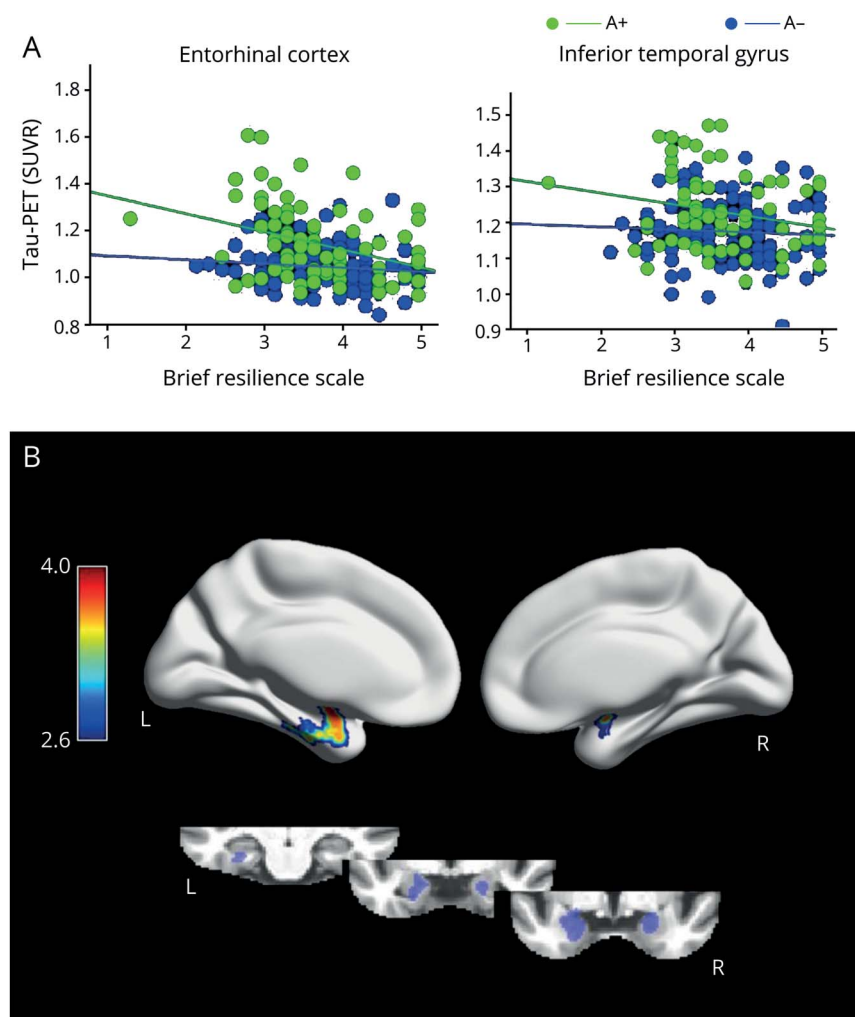 A+ A−
A
Entorhinal cortex
Inferior temporal gyrus
Tau-PET (SUVR)
1.8
1.6
1.4
1.2
1.0
0.8
1 2 3 4 5
Brief resilience scale
1.5
1.4
1.3
1.2
1.1
1.0
0.9
1 2 3 4 5
Brief resilience scale
B
4.0
2.6
L
R
L
R